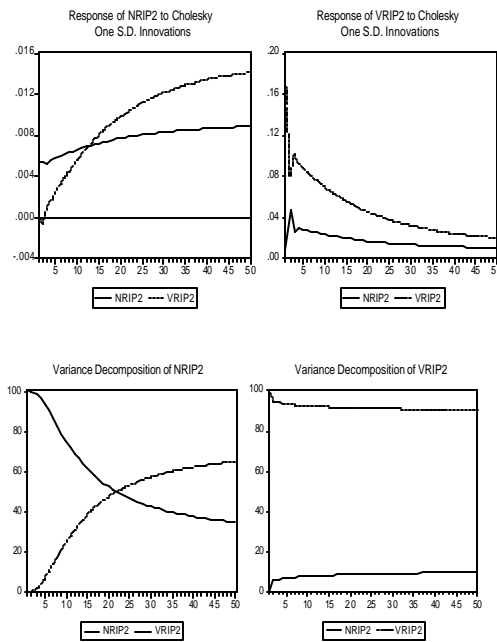 Response of NRIP2 to Cholesky
One S.D. Innovations
.016
.012
.008
.004
.000
-.004
5 10 15 20 25 30 35 40 45 50
NRIP2 VRIP2
Response of VRIP2 to Cholesky
One S.D. Innovations
.20
.16
.12
.08
.04
.00
5 10 15 20 25 30 35 40 45 50
NRIP2 VRIP2
Variance Decomposition of NRIP2
100
80
60
40
20
0
5 10 15 20 25 30 35 40 45 50
NRIP2 VRIP2
Variance Decomposition of VRIP2
100
80
60
40
20
0
5 10 15 20 25 30 35 40 45 50
NRIP2 VRIP2